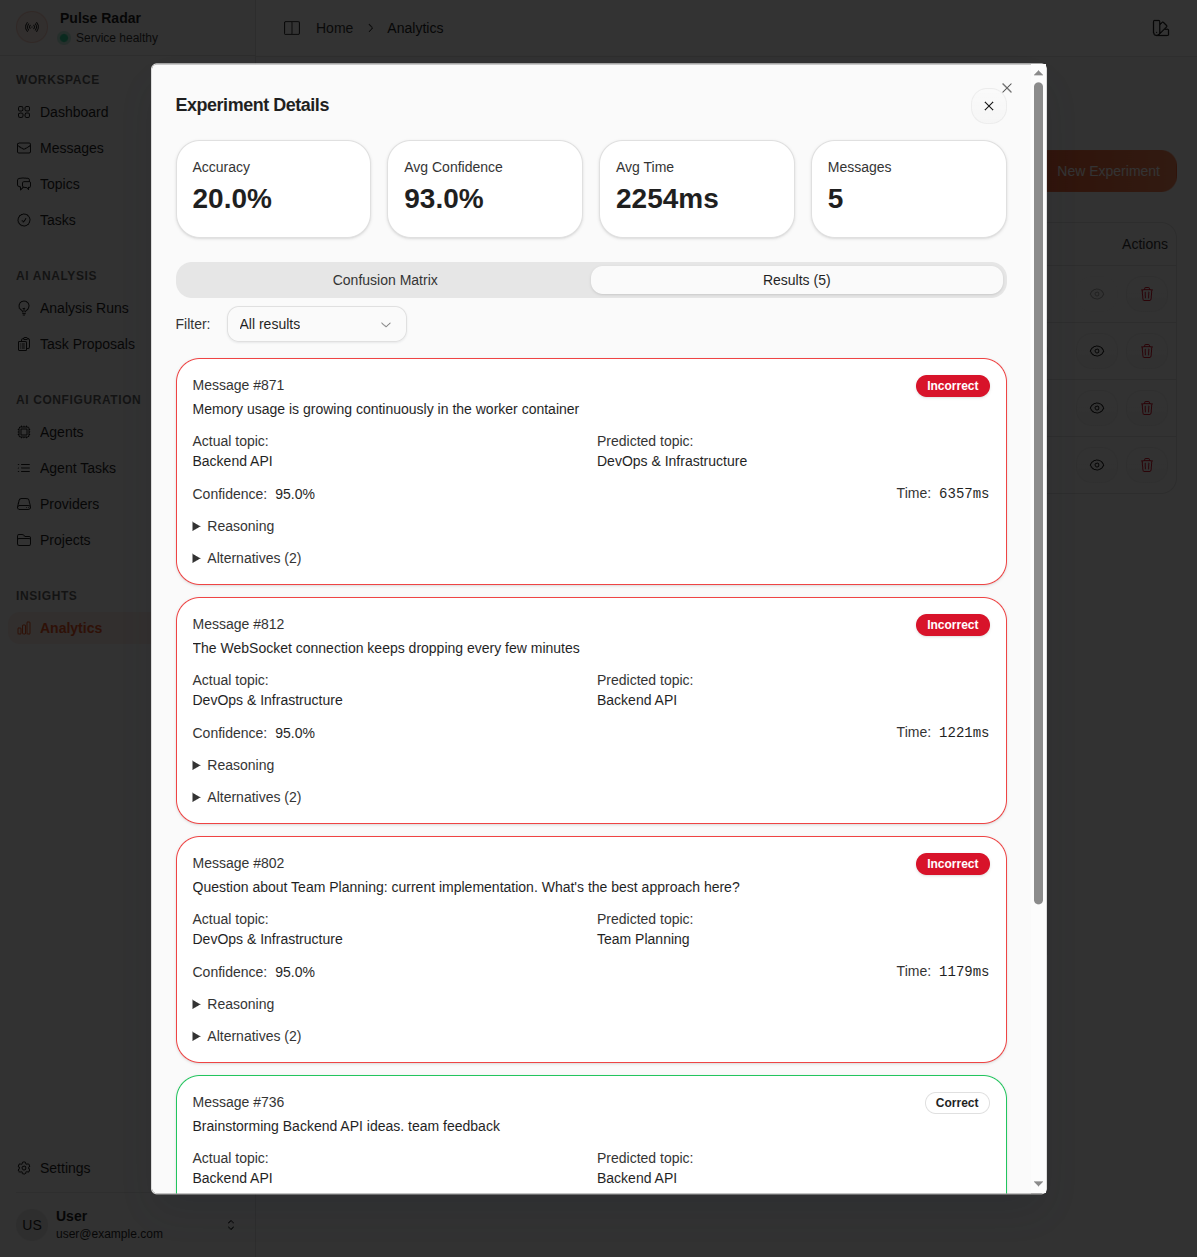 Pulse Radar
Service healthy
WORKSPACE
Dashboard
Messages
Topics
Tasks
AI ANALYSIS
Analysis Runs
Task Proposals
AI CONFIGURATION
Agents
Agent Tasks
Providers
Projects
INSIGHTS
Analytics
Settings
US
User
user@example.com
Home > Analytics
New Experiment
Actions
Experiment Details
Accuracy
20.0%
Avg Confidence
93.0%
Avg Time
2254ms
Messages
5
Confusion Matrix
Results (5)
Filter:
All results
Message #871
Incorrect
Memory usage is growing continuously in the worker container
Actual topic:
Backend API
Predicted topic:
DevOps & Infrastructure
Confidence: 95.0%
Time: 6357ms
Reasoning
Alternatives (2)
Message #812
Incorrect
The WebSocket connection keeps dropping every few minutes
Actual topic:
DevOps & Infrastructure
Predicted topic:
Backend API
Confidence: 95.0%
Time: 1221ms
Reasoning
Alternatives (2)
Message #802
Incorrect
Question about Team Planning: current implementation. What's the best approach here?
Actual topic:
DevOps & Infrastructure
Predicted topic:
Team Planning
Confidence: 95.0%
Time: 1179ms
Reasoning
Alternatives (2)
Message #736
Correct
Brainstorming Backend API ideas. team feedback
Actual topic:
Backend API
Predicted topic:
Backend API